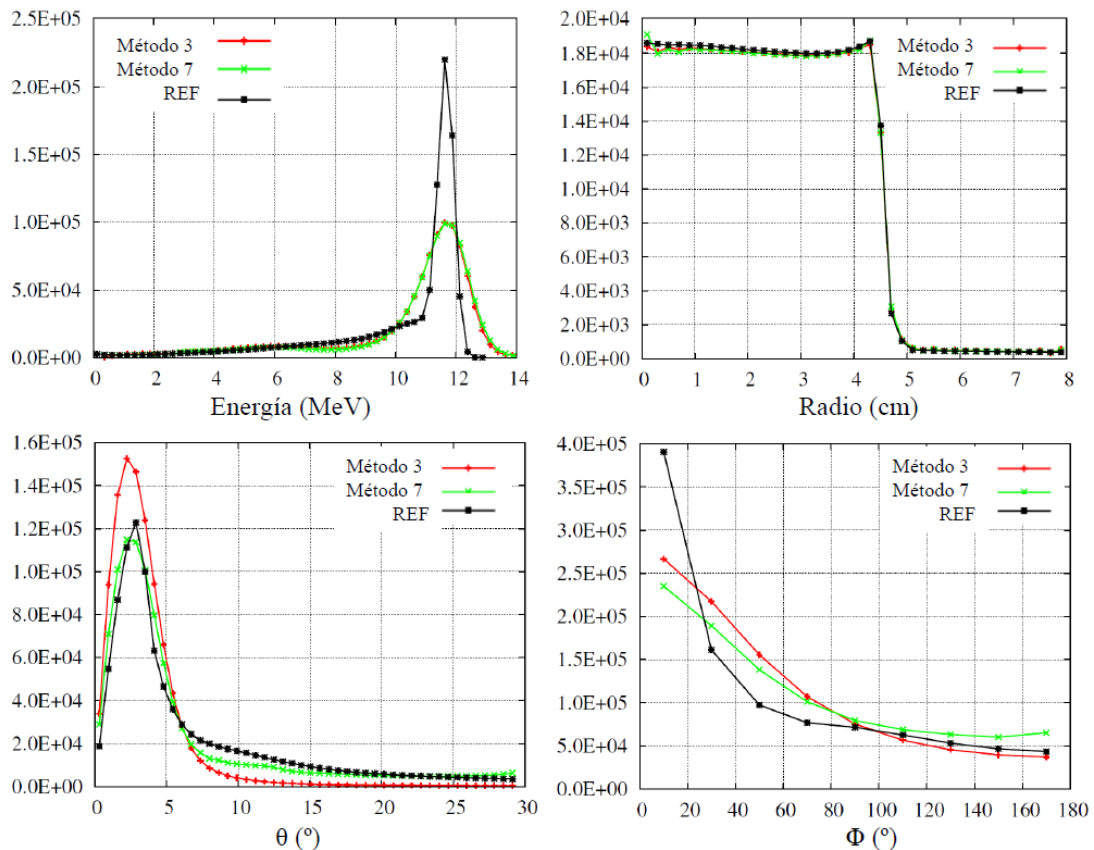 2.5E+05
2.0E+05
1.5E+05
1.0E+05
5.0E+04
0.0E+00
Método 3
Método 7
REF
0 2 4 6 8 10 12 14
Energía (MeV)
2.0E+04
1.8E+04
1.6E+04
1.4E+04
1.2E+04
1.0E+04
8.0E+03
6.0E+03
4.0E+03
2.0E+03
0.0E+00
Método 3
Método 7
REF
0 1 2 3 4 5 6 7 8
Radio (cm)
1.6E+05
1.4E+05
1.2E+05
1.0E+05
8.0E+04
6.0E+04
4.0E+04
2.0E+04
0.0E+00
Método 3
Método 7
REF
0 5 10 15 20 25 30
θ (º)
4.0E+05
3.5E+05
3.0E+05
2.5E+05
2.0E+05
1.5E+05
1.0E+05
5.0E+04
0.0E+00
Método 3
Método 7
REF
0 20 40 60 80 100 120 140 160 180
Φ (º)